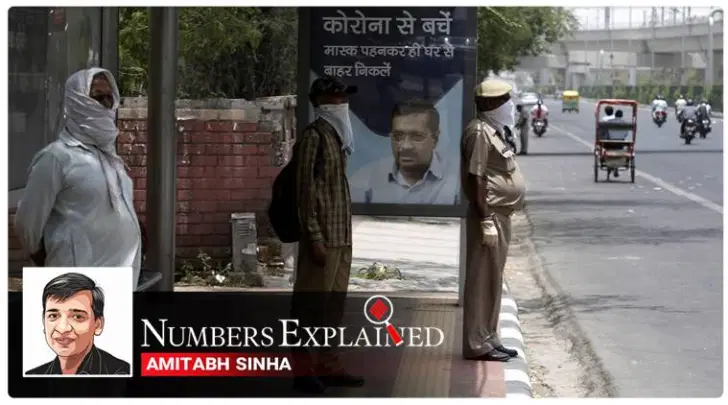 कोरोना से बचें
मास्क पहनकर ही घर से
बाहर निकलें
NUMBERS EXPLAINED
AMITABH SINHA